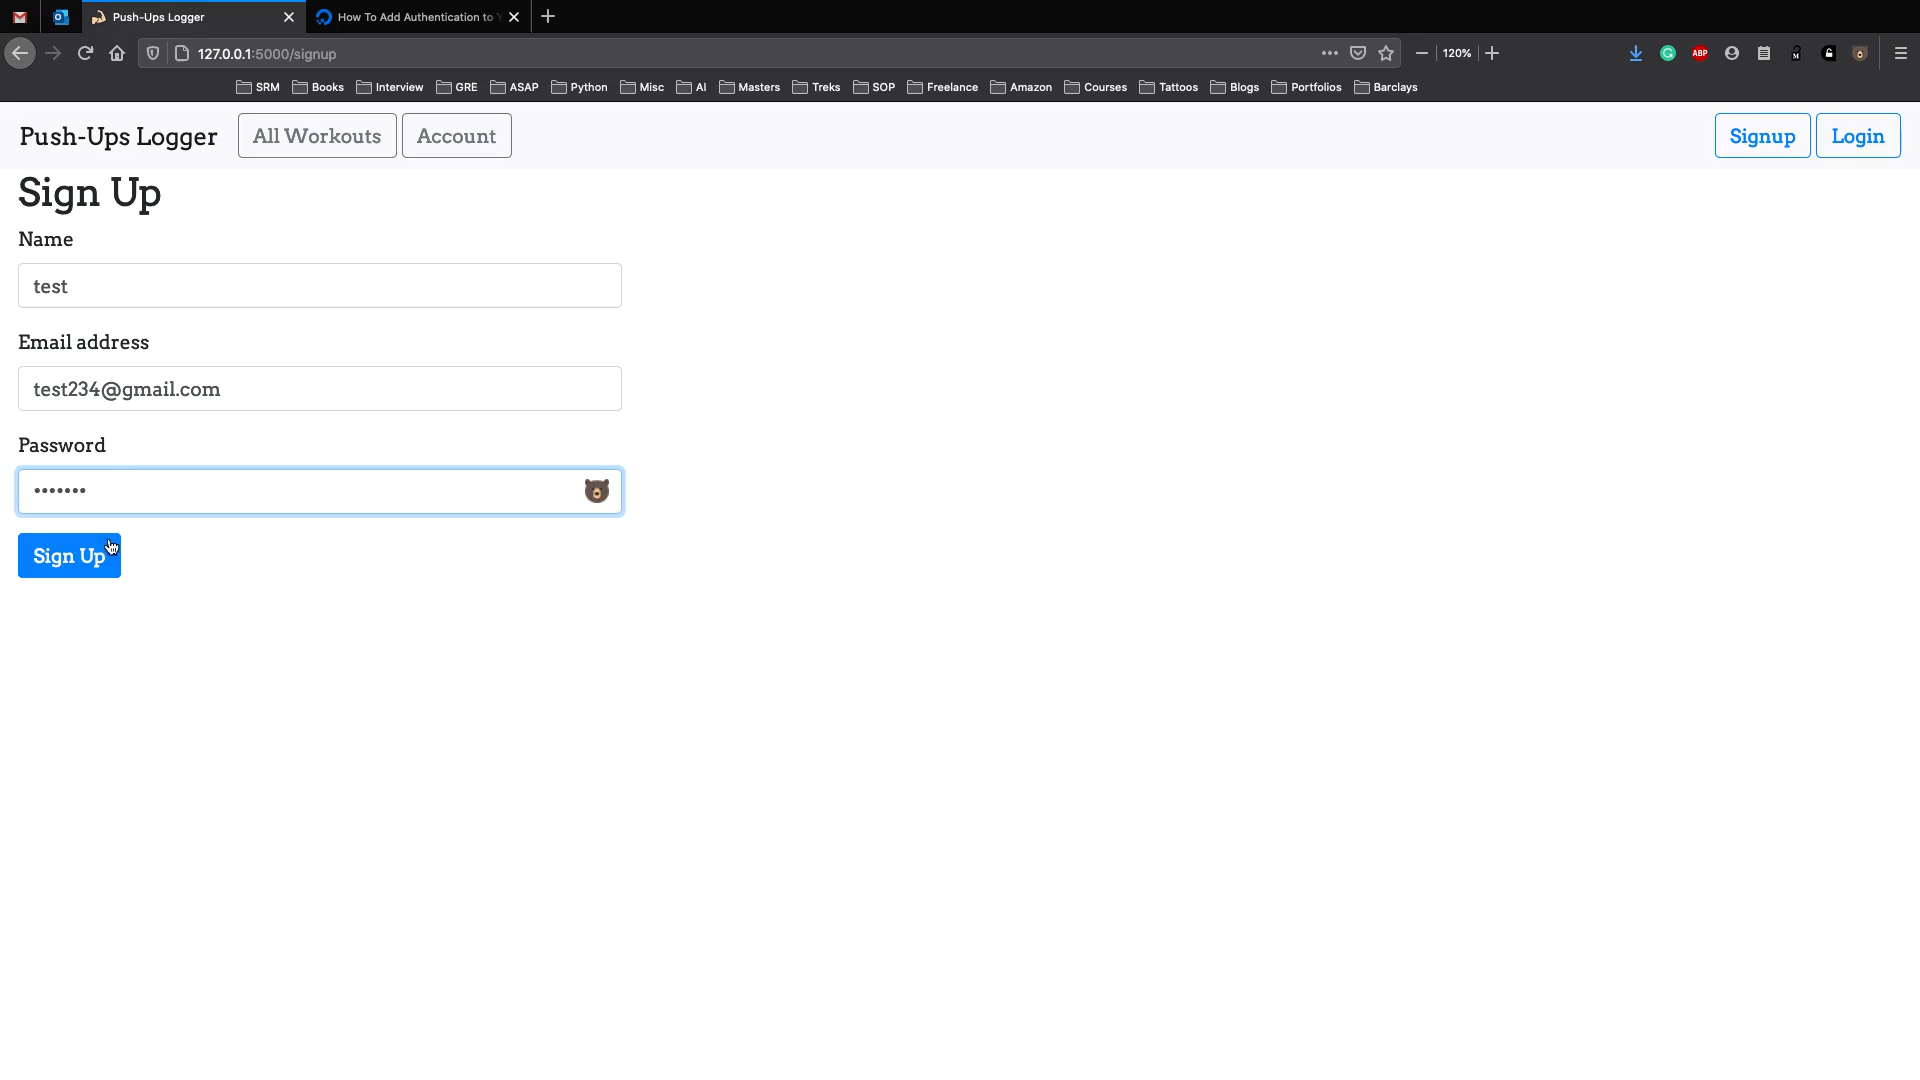 Push-Ups Logger
How To Add Authentication to Y
127.0.0.1:5000/signup
120%
ABP
SRM Books Interview GRE ASAP Python Misc AI Masters Treks SOP Freelance Amazon Courses Tattoos Blogs Portfolios Barclays
Push-Ups Logger All Workouts Account Signup Login
Sign Up
Name
test
Email address
test234@gmail.com
Password
•••••••
Sign Up